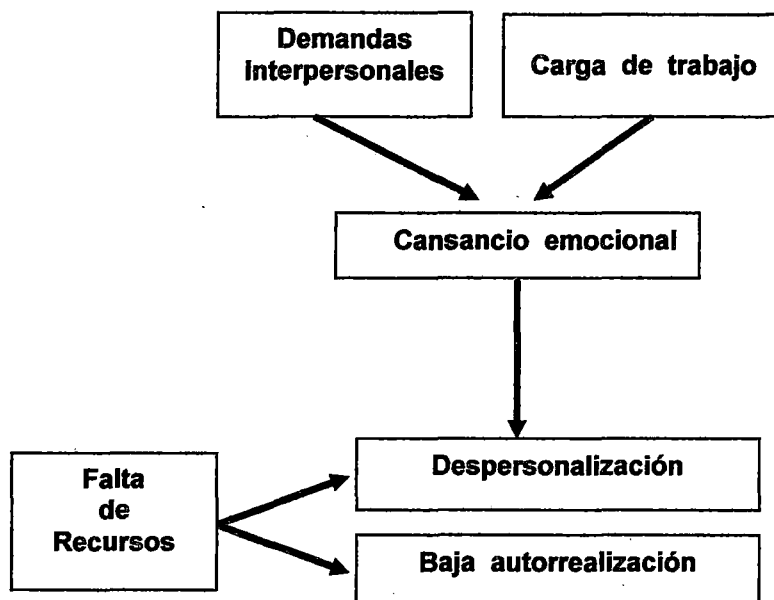 Demandas
interpersonales
Carga de trabajo
Cansancio emocional
Despersonalización
Falta
de
Recursos
Baja autorrealización